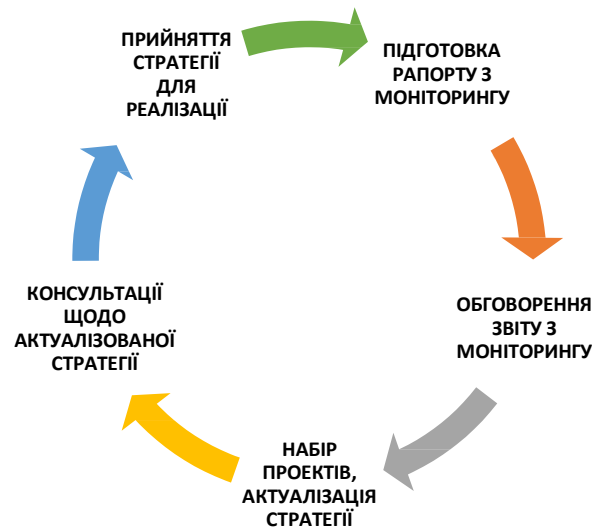 ПРИЙНЯТТЯ
СТРАТЕГІЇ
ДЛЯ
РЕАЛІЗАЦІЇ
ПІДГОТОВКА
РАПОРТУ З
МОНІТОРИНГУ
ОБГОВОРЕННЯ
ЗВІТУ З
МОНІТОРИНГУ
НАБІР
ПРОЕКТІВ,
АКТУАЛІЗАЦІЯ
СТРАТЕГІЇ
КОНСУЛЬТАЦІЇ
ЩОДО
АКТУАЛІЗОВАНОЇ
СТРАТЕГІЇ